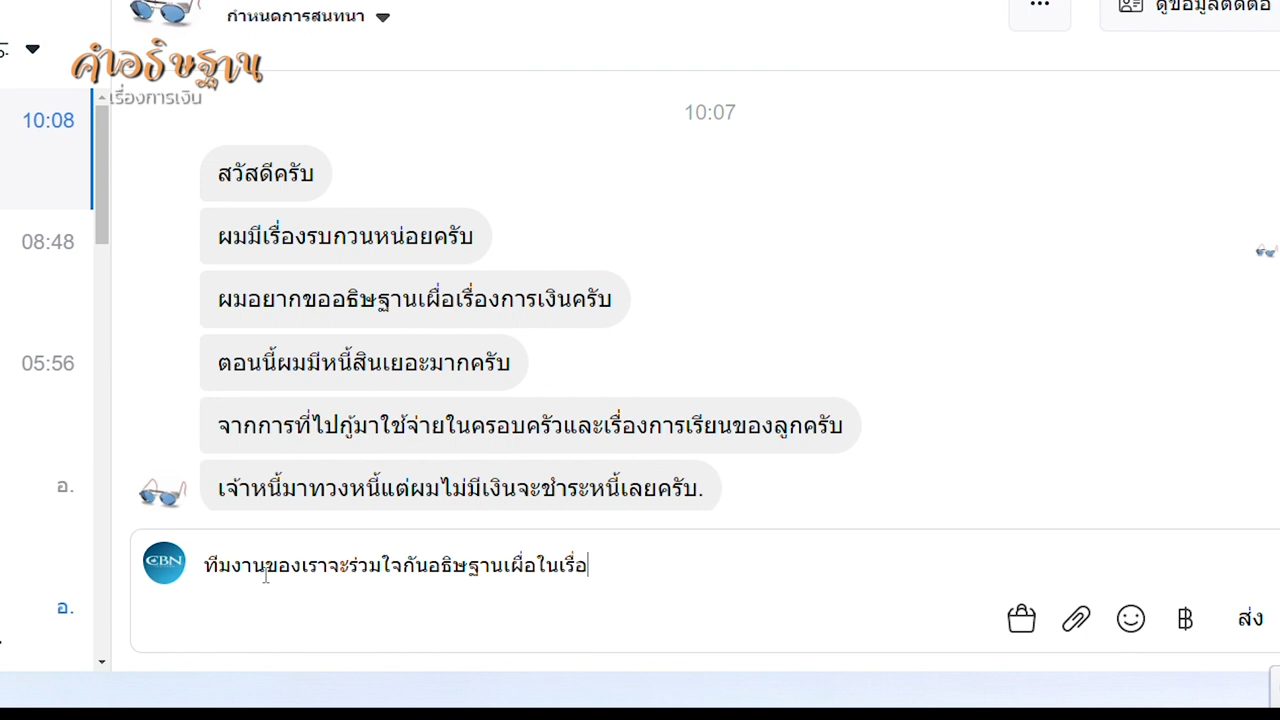 กำหนดการสนทนา
ดูข้อมูลติดต่อ
คำอธิษฐาน
เรื่องการเงิน
10:08
10:07
สวัสดีครับ
ผมมีเรื่องรบกวนหน่อยครับ
08:48
ผมอยากขออธิษฐานเผื่อเรื่องการเงินครับ
05:56
ตอนนี้ผมมีหนี้สินเยอะมากครับ
จากการที่ไปกู้มาใช้จ่ายในครอบครัวและเรื่องการเรียนของลูกครับ
อ.
เจ้าหนี้มาทวงหนี้แต่ผมไม่มีเงินจะชำระหนี้เลยครับ.
CBN
ทีมงานของเราจะร่วมใจกันอธิษฐานเผื่อในเรื่อ
อ.
฿ ส่ง